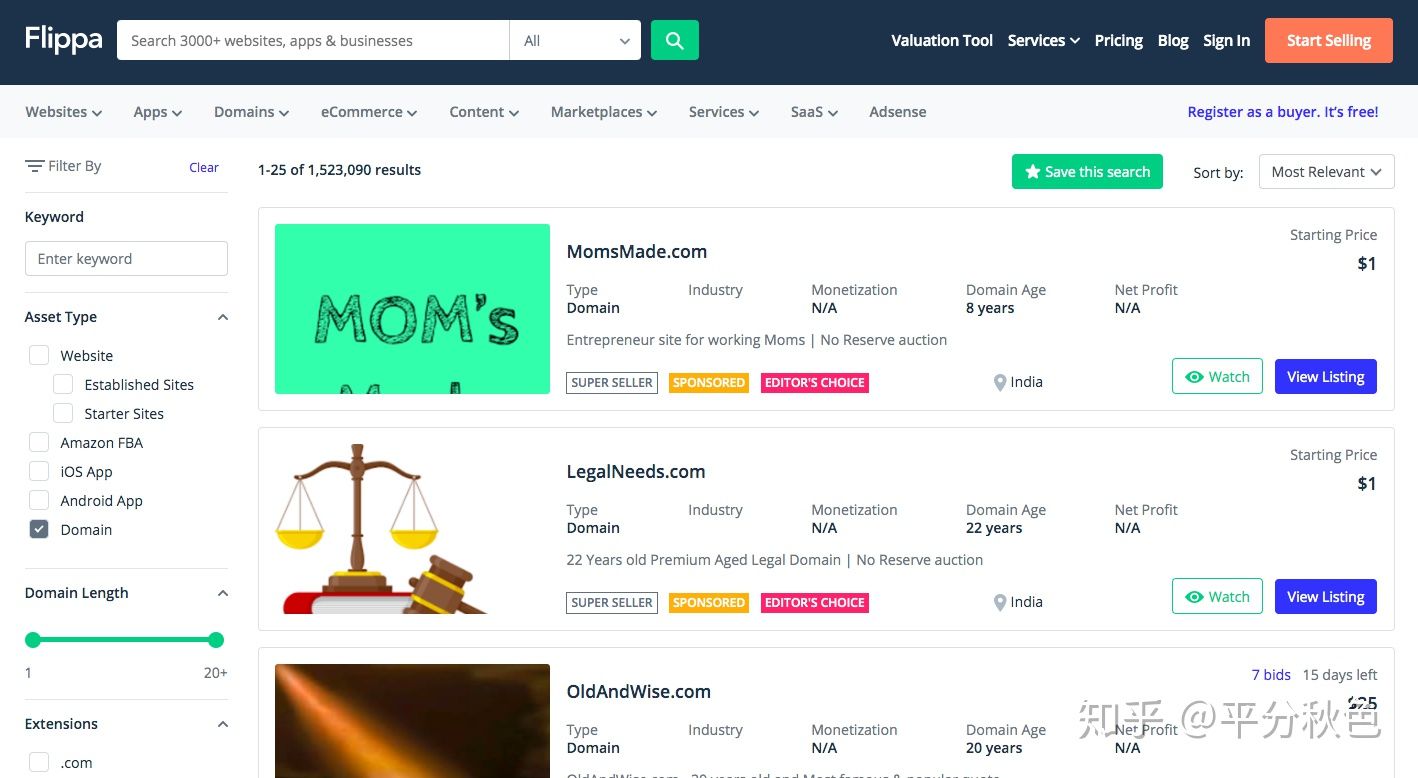 Flippa
Search 3000+ websites, apps & businesses
All
Valuation Tool Services Pricing Blog Sign In Start Selling
Websites Apps Domains eCommerce Content Marketplaces Services SaaS Adsense Register as a buyer. It's free!
Filter By Clear
1-25 of 1,523,090 results
Save this search
Sort by: Most Relevant
Keyword
Enter keyword
Asset Type
Website
Established Sites
Starter Sites
Amazon FBA
iOS App
Android App
Domain
Domain Length
1 20+
Extensions
.com
MOM's
MomsMade.com
Starting Price
$1
Type Industry Monetization Domain Age Net Profit
Domain N/A 8 years N/A
Entrepreneur site for working Moms | No Reserve auction
SUPER SELLER SPONSORED EDITOR'S CHOICE India Watch View Listing
LegalNeeds.com
Starting Price
$1
Type Industry Monetization Domain Age Net Profit
Domain N/A 22 years N/A
22 Years old Premium Aged Legal Domain | No Reserve auction
SUPER SELLER SPONSORED EDITOR'S CHOICE India Watch View Listing
OldAndWise.com
7 bids 15 days left
$25
Type Industry Monetization Domain Age Net Profit
Domain N/A 20 years N/A
知乎 @平分秋色